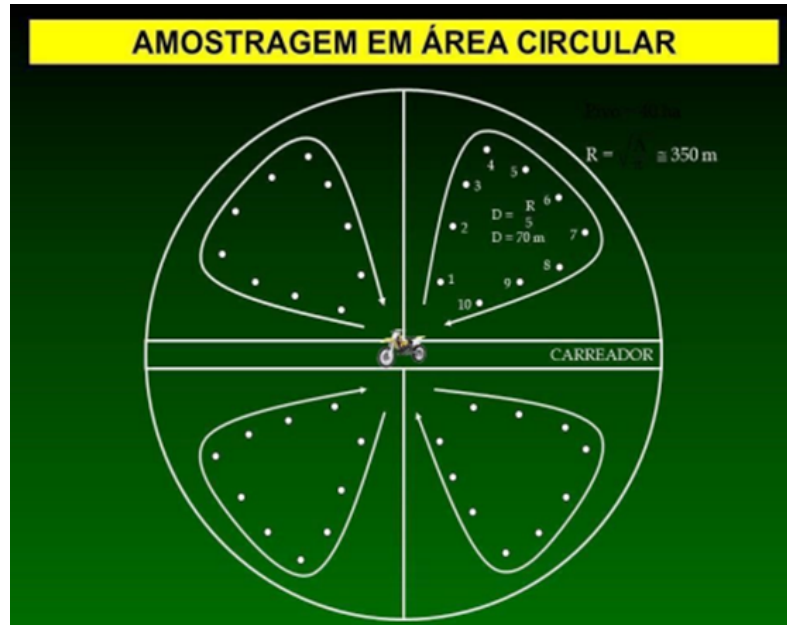 AMOSTRAGEM EM ÁREA CIRCULAR
R = ≅ 350 m
4
5
3
6
R
D =
5
2
D = 70 m
7
8
1
9
10
CARREADOR